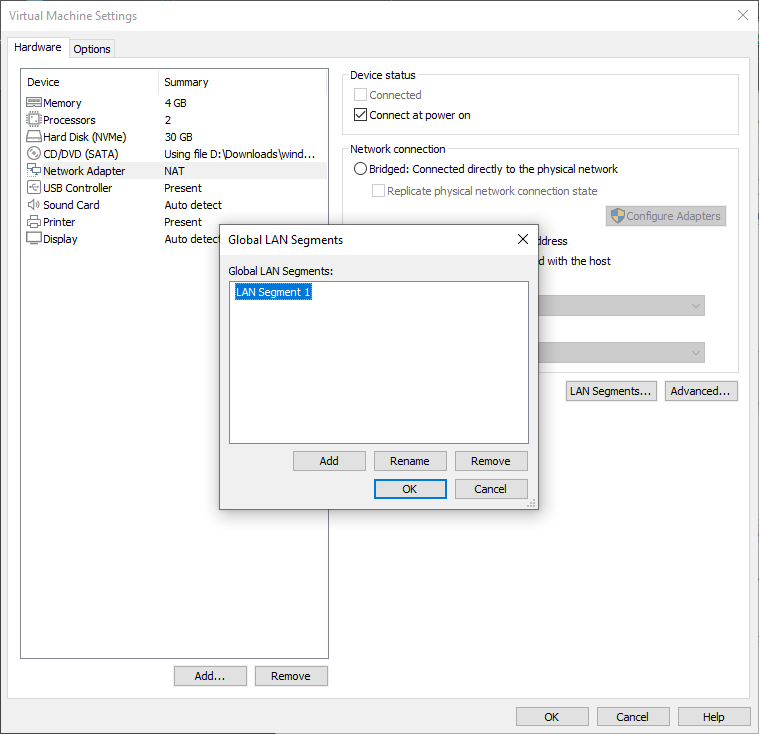 Virtual Machine Settings
Hardware Options
Device Summary
Memory 4 GB
Processors 2
Hard Disk (NVMe) 30 GB
CD/DVD (SATA) Using file D:\Downloads\wind...
Network Adapter NAT
USB Controller Present
Sound Card Auto detect
Printer Present
Display Auto detect
Add... Remove
Device status
Connected
Connect at power on
Network connection
Bridged: Connected directly to the physical network
Replicate physical network connection state
Configure Adapters
d with the host
LAN Segments... Advanced...
Global LAN Segments
Global LAN Segments:
LAN Segment 1
Add Rename Remove
OK Cancel
OK Cancel Help